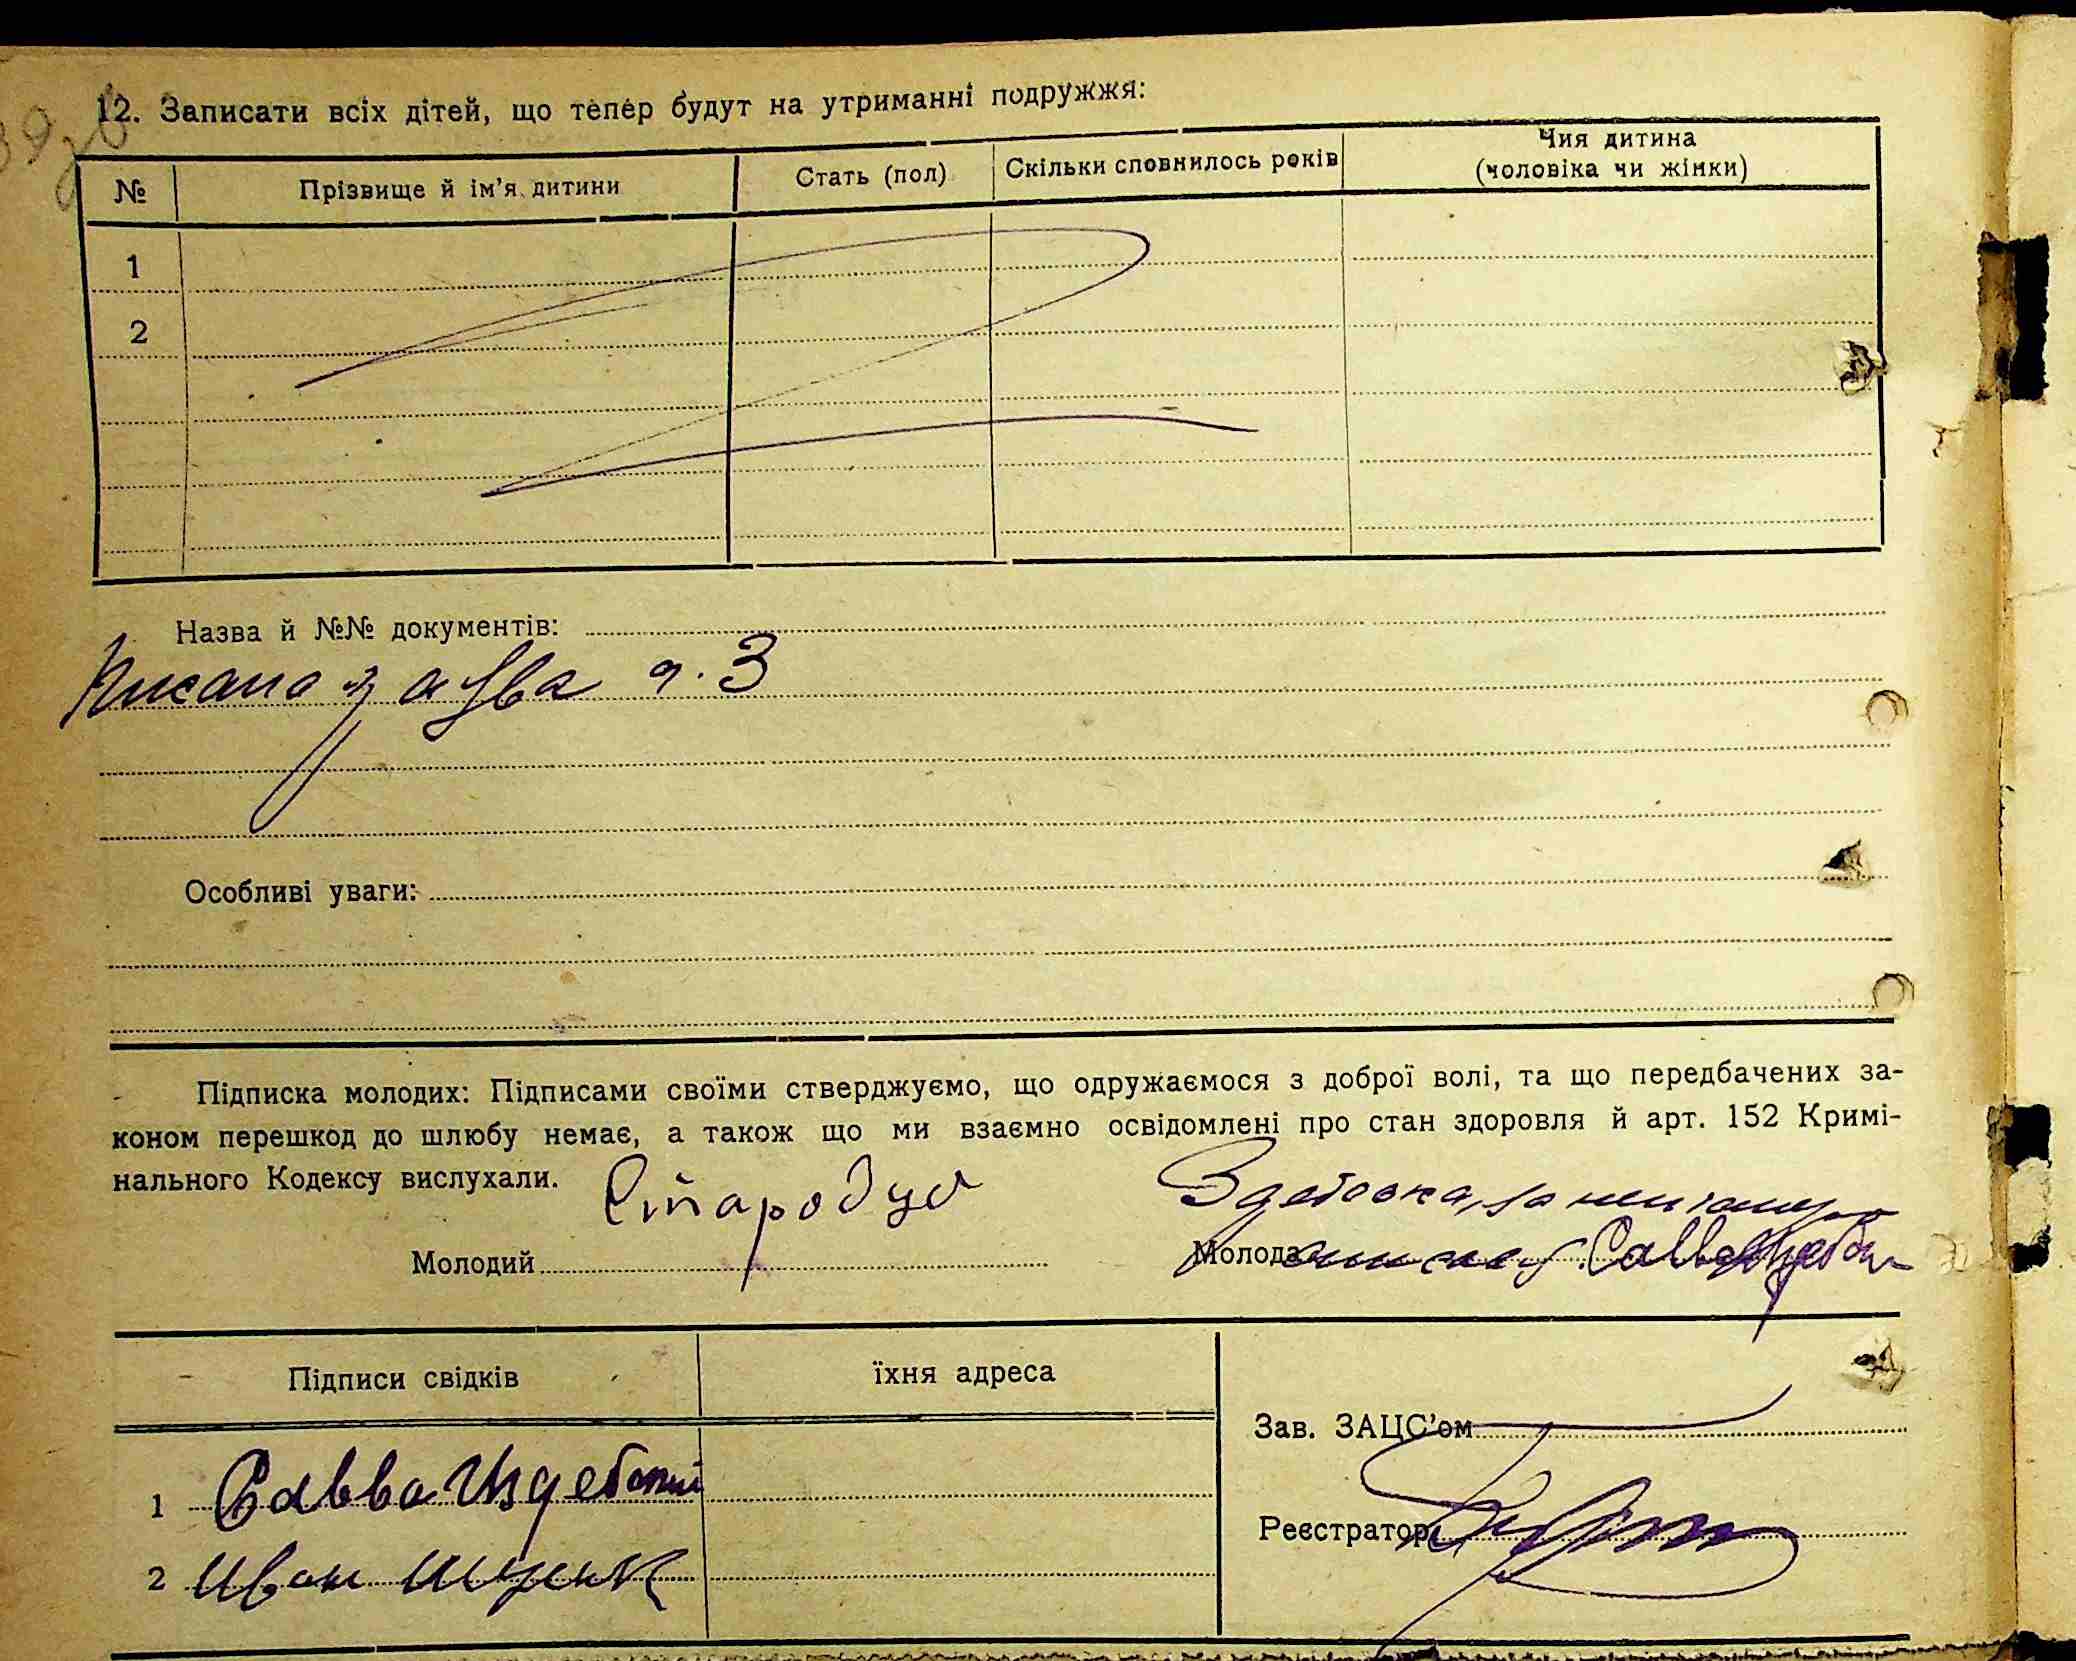 12. Записати всіх дітей, що тепер будут на утриманні подружжя:
№ Прізвище й ім'я дитини Стать (пол) Скільки сповнилось років Чия дитина (чоловіка чи жінки)
1
2
Назва й №№ документів:
Писана заява ч. 3
Особливі уваги:
Підписка молодих: Підписами своїми стверджуємо, що одружаємося з доброї волі, та що передбачених за-
коном перешкод до шлюбу немає, а також що ми взаємно освідомлені про стан здоровля й арт. 152 Кримі-
нального Кодексу вислухали.
Стародуб
Молодий Молода
Підписи свідків їхня адреса
Зав. ЗАЦС'ом
1 Савва Издебский
Реєстратор
2 Иван